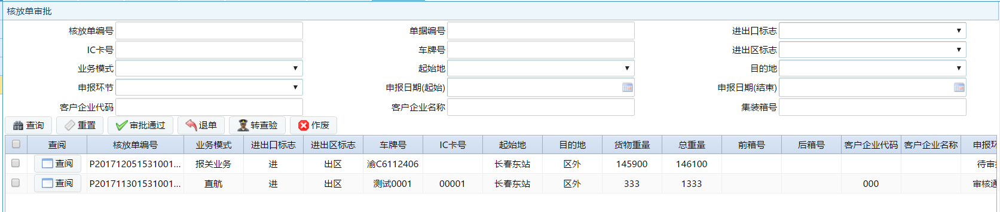 核放单审批
核放单编号 单据编号 进出口标志
IC卡号 车牌号 进出区标志
业务模式 起始地 目的地
申报环节 申报日期(起始) 申报日期(结束)
客户企业代码 客户企业名称 集装箱号
查询 重置 审批通过 退单 转查验 作废
查阅 核放单编号 业务模式 进出口标志 进出区标志 车牌号 IC卡号 起始地 目的地 货物重量 总重量 前箱号 后箱号 客户企业代码 客户企业名称 申报环
查阅 P201712051531001... 报关业务 进 出区 渝C6112406 长春东站 区外 145900 146100 待审
查阅 P201711301531001... 直航 进 出区 测试0001 00001 长春东站 区外 333 1333 000 审核通